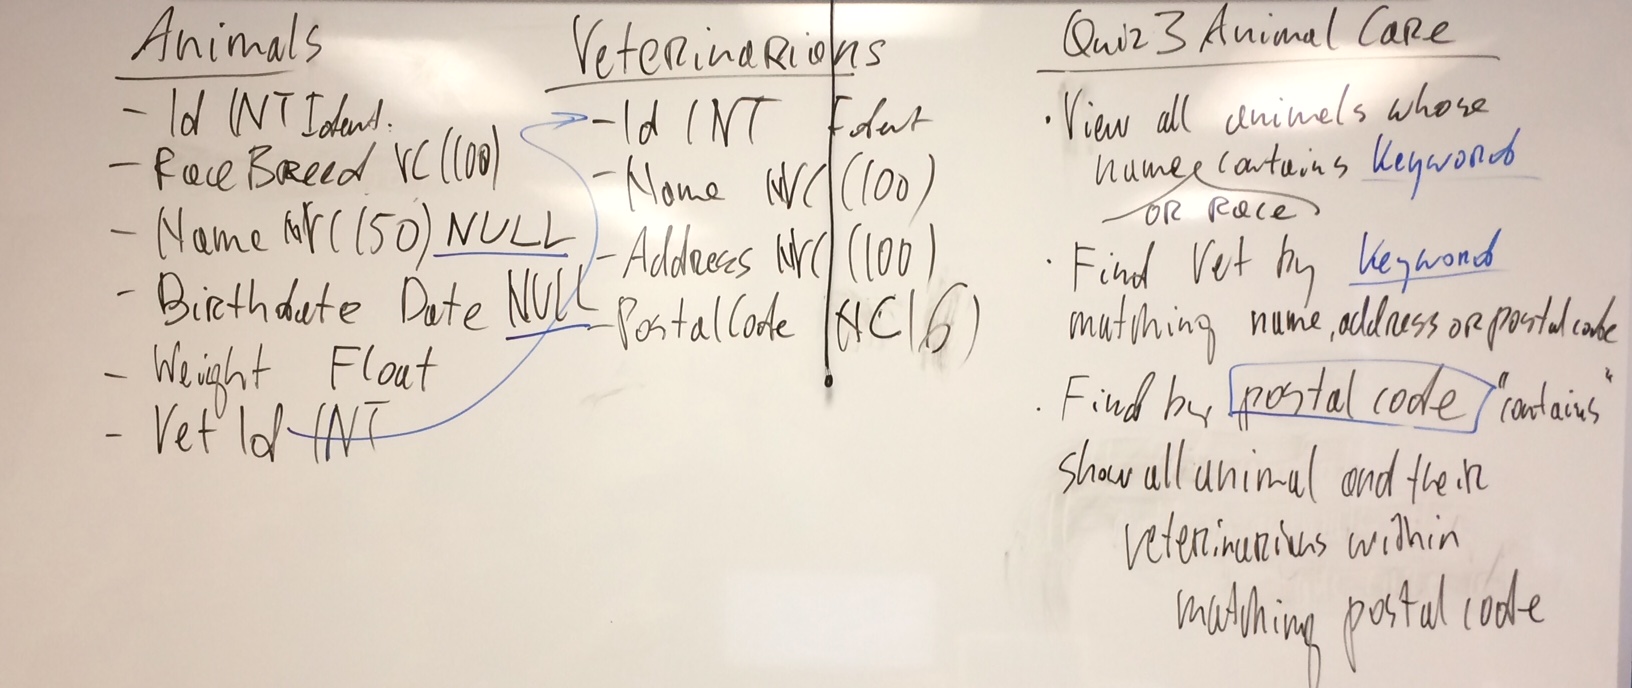 Animals
- Id INT Ident.
- RaceBreed VC(100)
- Name NVC(50) NULL
- Birthdate Date NULL
- Weight Float
- Vet Id INT
Veterinarians
- Id INT Ident
- Name NVC(100)
- Address NVC(100)
- PostalCode NC(6)
Quiz 3 Animal Care
· View all animals whose
name contains Keyword
OR Race
· Find Vet by Keyword
matching name, address OR postal code
· Find by postal code "contains"
show all animal and their
veterinarians within
matching postal code